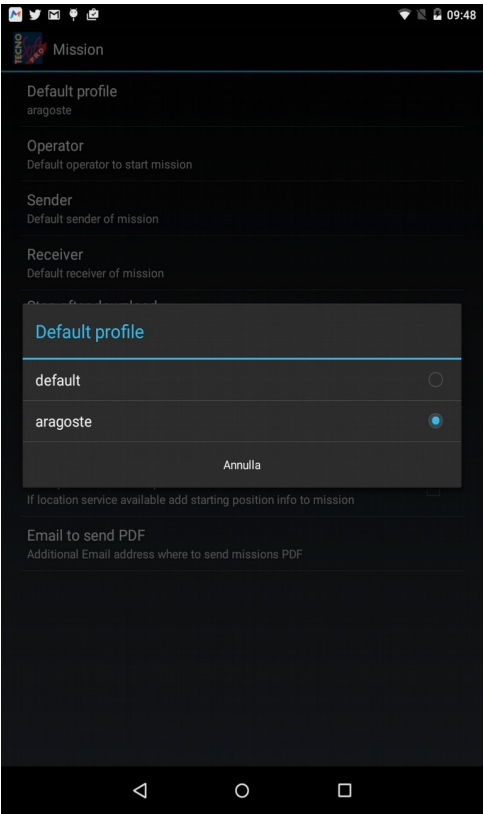 09:48
TECNO
Mission
Default profile
aragoste
Operator
Default operator to start mission
Sender
Default sender of mission
Receiver
Default receiver of mission
Default profile
default
aragoste
Annulla
If location service available add starting position info to mission
Email to send PDF
Additional Email address where to send missions PDF